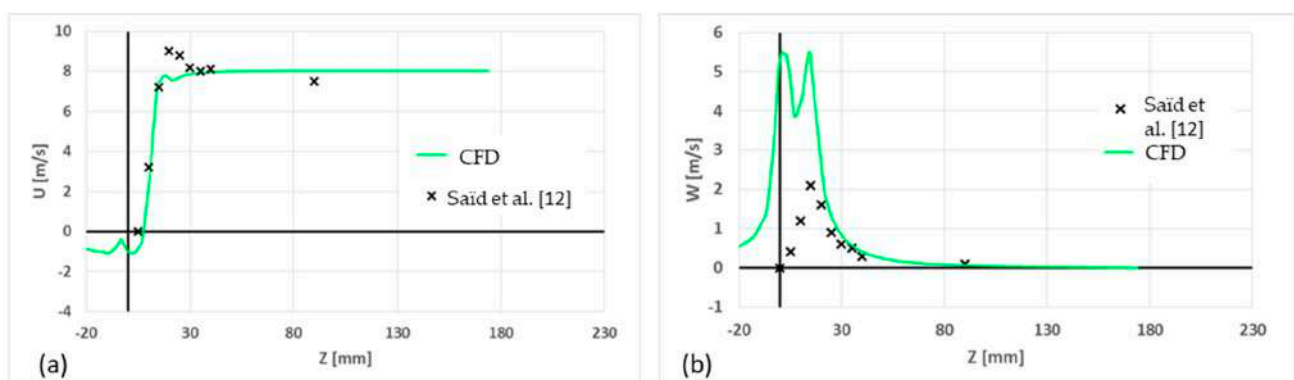 10
8
6
4
2
0
-2
-4
U [m/s]
-20
30
80
130
180
230
Z [mm]
CFD
Saïd et al. [12]
(a)
6
5
4
3
2
1
0
-1
W [m/s]
-20
30
80
130
180
230
Z [mm]
Saïd et
al. [12]
CFD
(b)